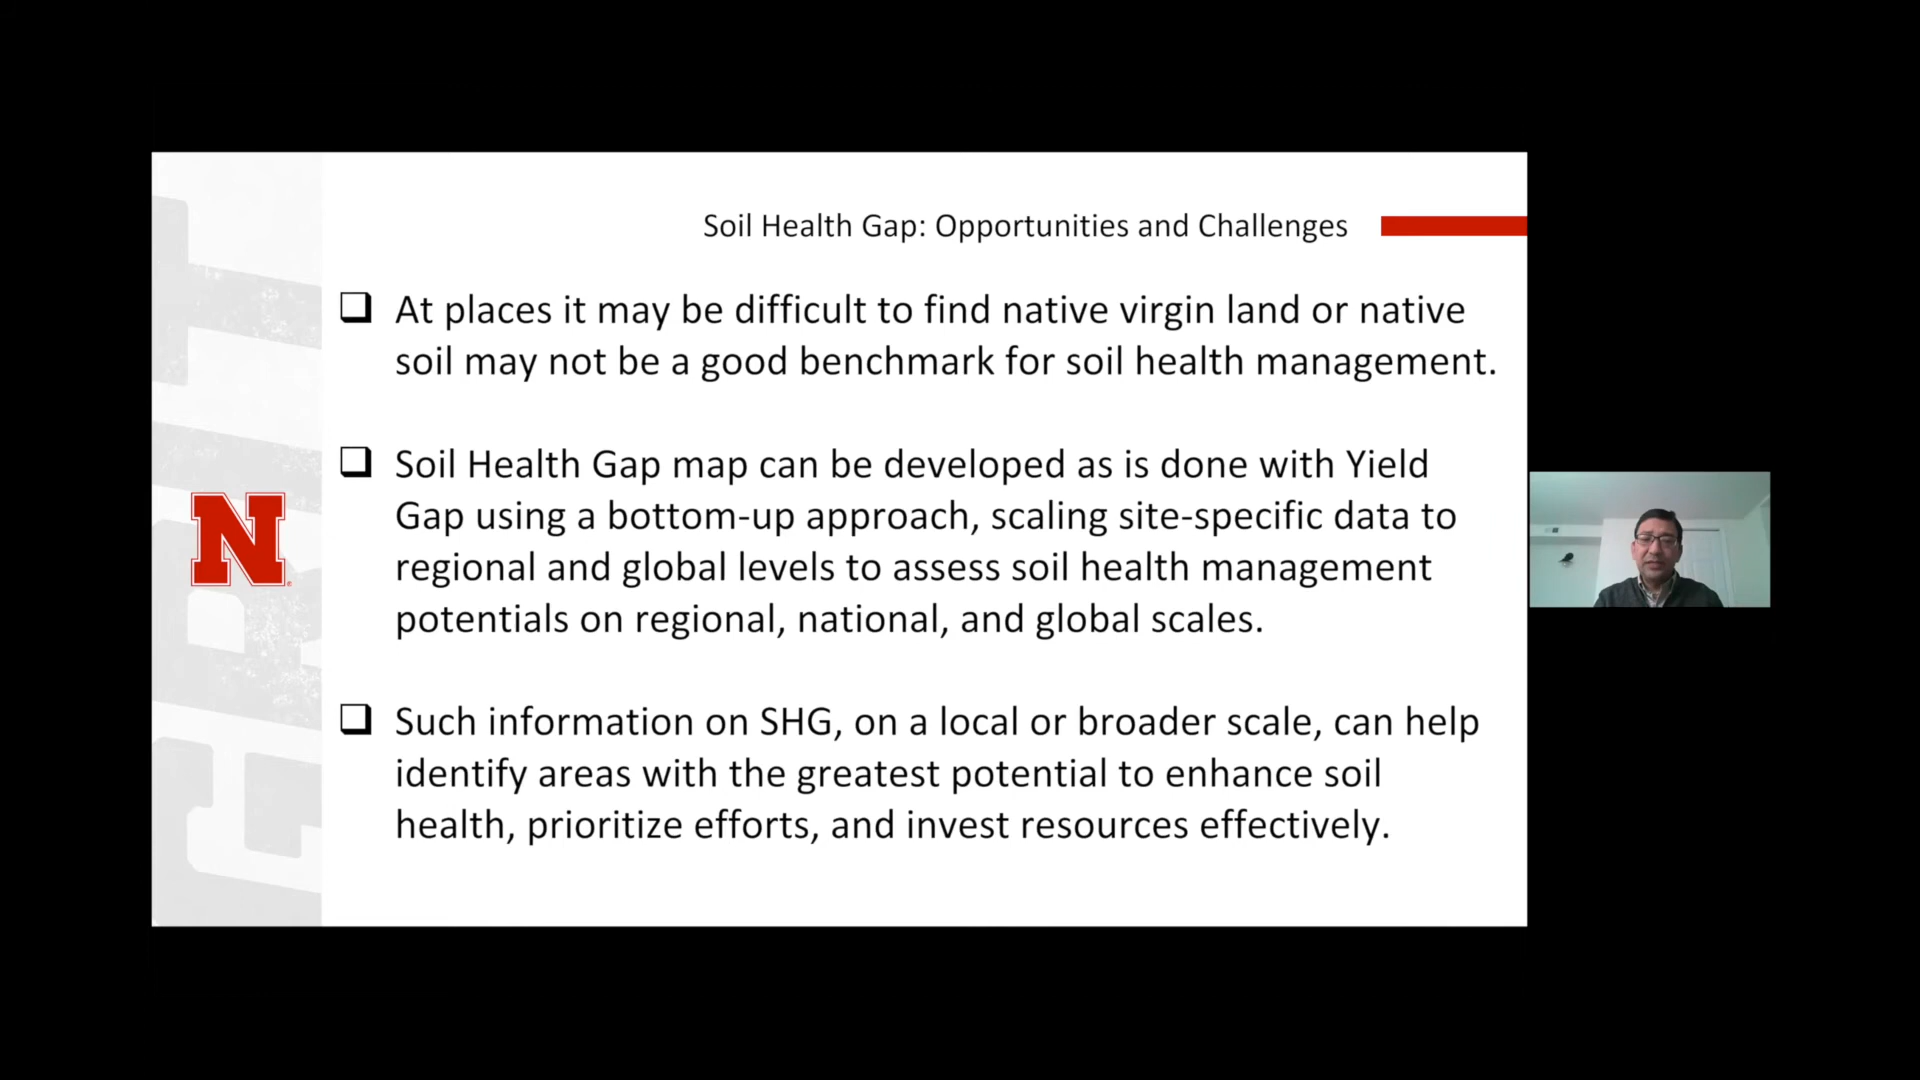 Soil Health Gap: Opportunities and Challenges
At places it may be difficult to find native virgin land or native
soil may not be a good benchmark for soil health management.
Soil Health Gap map can be developed as is done with Yield
Gap using a bottom-up approach, scaling site-specific data to
regional and global levels to assess soil health management
potentials on regional, national, and global scales.
Such information on SHG, on a local or broader scale, can help
identify areas with the greatest potential to enhance soil
health, prioritize efforts, and invest resources effectively.
N
GRIT